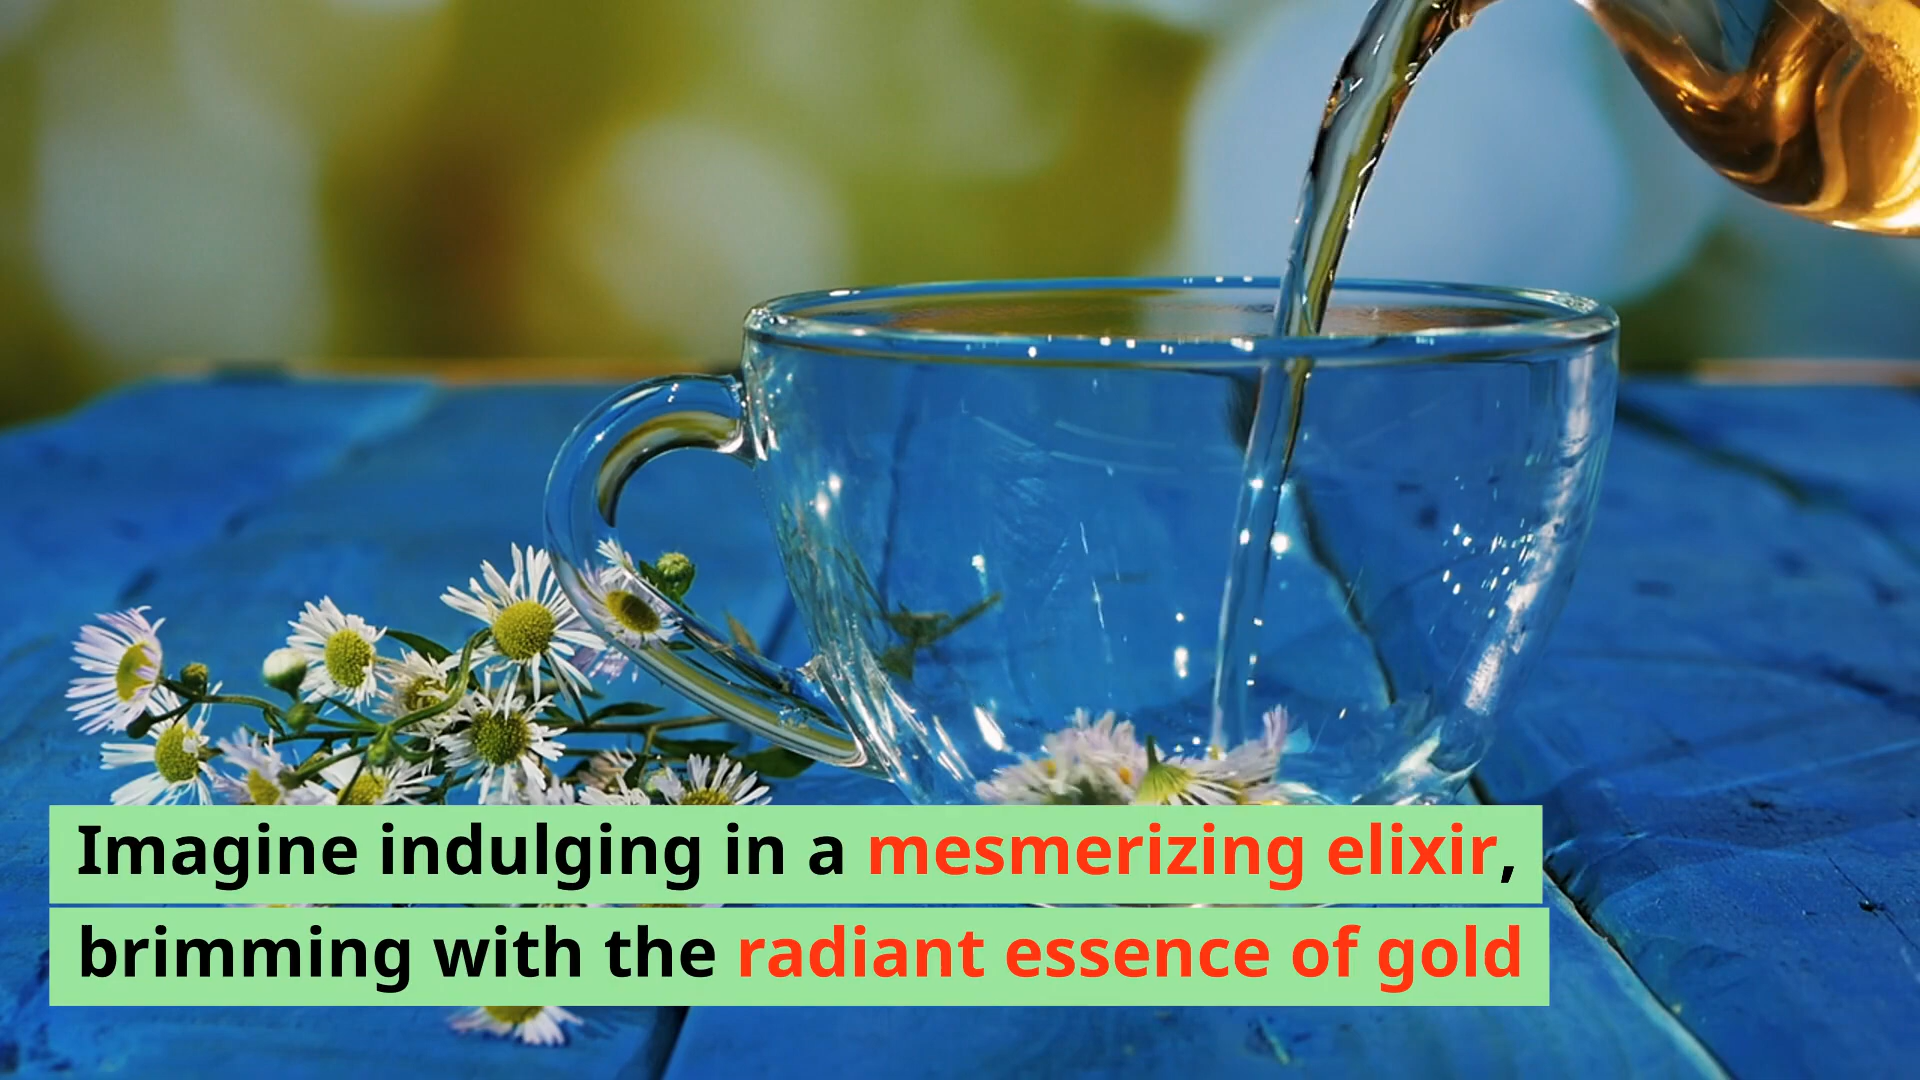 Imagine indulging in a mesmerizing elixir,
brimming with the radiant essence of gold